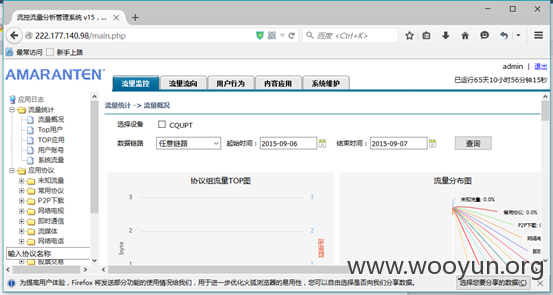 流控流量分析管理系统 v15，...
222.177.140.98/main.php
百度 <Ctrl+K>
最常访问 新手上路
admin | 退出
AMARANTEN
流量监控 流量流向 用户行为 内容应用 系统维护
已运行65天10小时56分钟15秒
应用日志
流量统计
流量概况
Top用户
TOP应用
用户账号
系统流量
应用协议
未知流量
常用协议
P2P下载
网络电视
即时通信
流媒体
网络电话
股票交易
输入协议名称
流量统计 -> 流量概况
选择设备 CQUPT
数据链路 任意链路 起始时间： 2015-09-06 结束时间： 2015-09-07 查询
协议组流量TOP图
3 3
2 2
byte
流量分布图
未知流量: 0.0%
常用协议: 0.0%
P2P下载: 0.
网络电
即
流
www.wooyun.org
为提高用户体验，Firefox 将发送部分功能的使用情况给我们，用于进一步优化火狐浏览器的易用性，您可以自由选择是否向我们分享数据。 选择您要分享的数据(C)